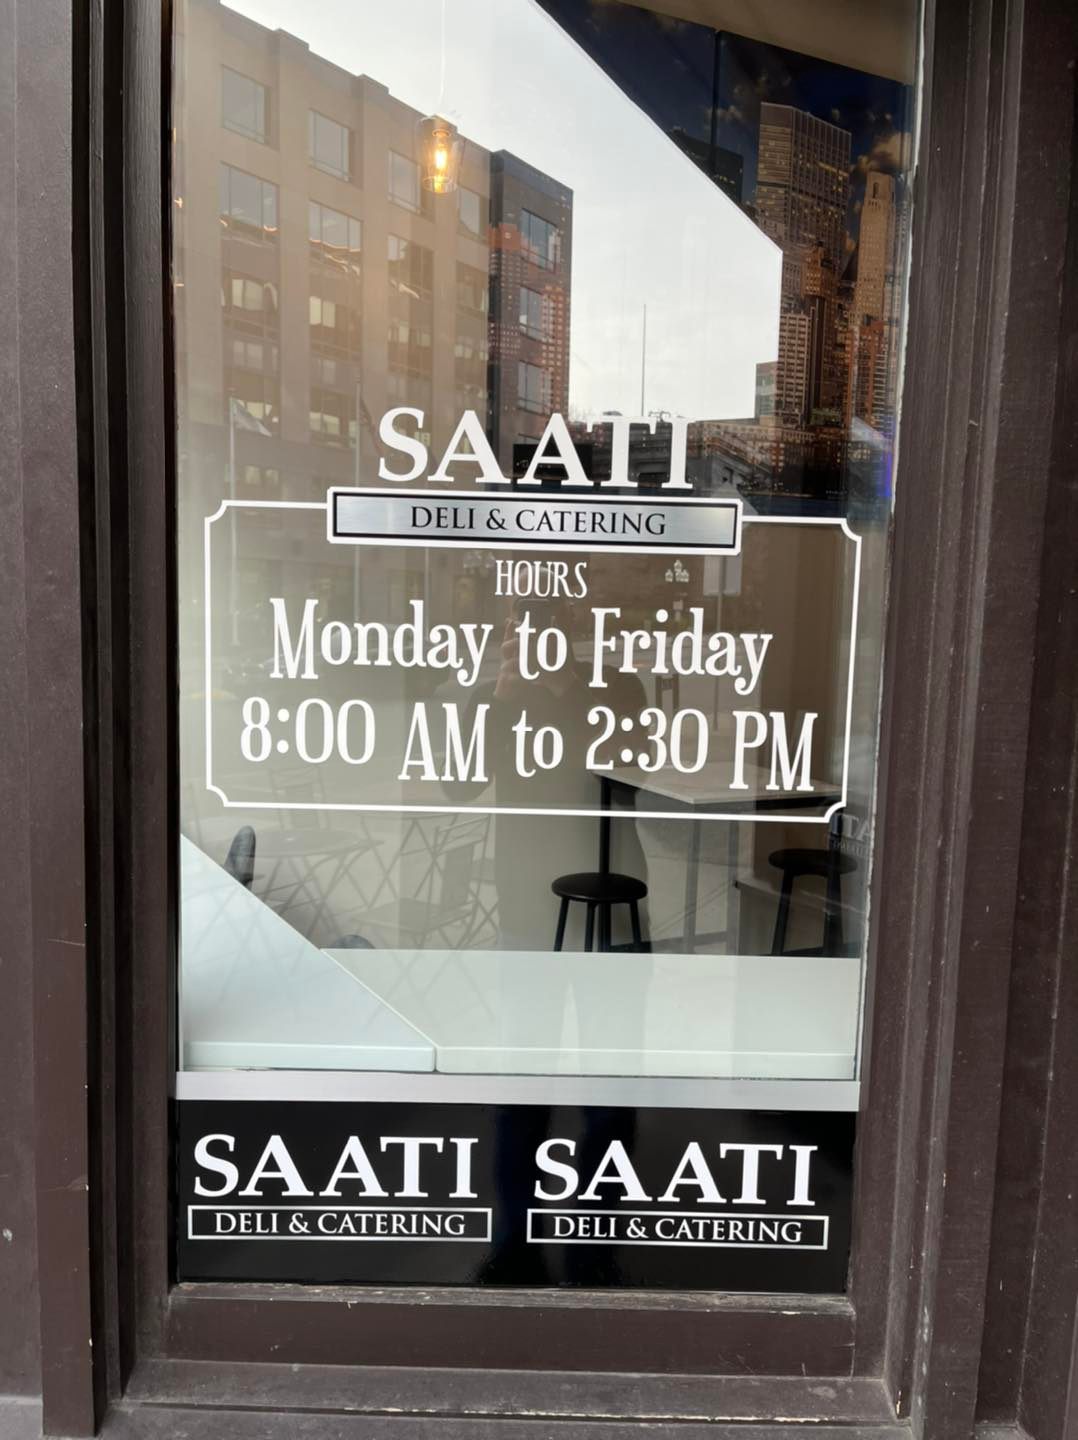 SAATI
DELI & CATERING
HOURS
Monday to Friday
8:00 AM to 2:30 PM
SAATI
DELI & CATERING
SAATI
DELI & CATERING